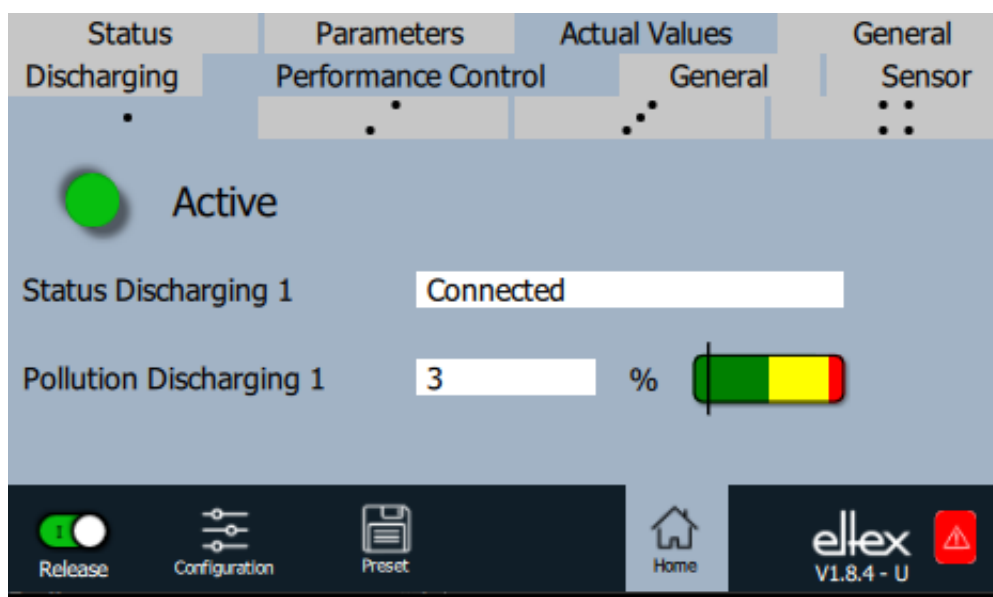 Status Parameters Actual Values General
Discharging Performance Control General Sensor
Active
Status Discharging 1 Connected
Pollution Discharging 1 3 %
I
Release Configuration Preset Home eltex
V1.8.4 - U